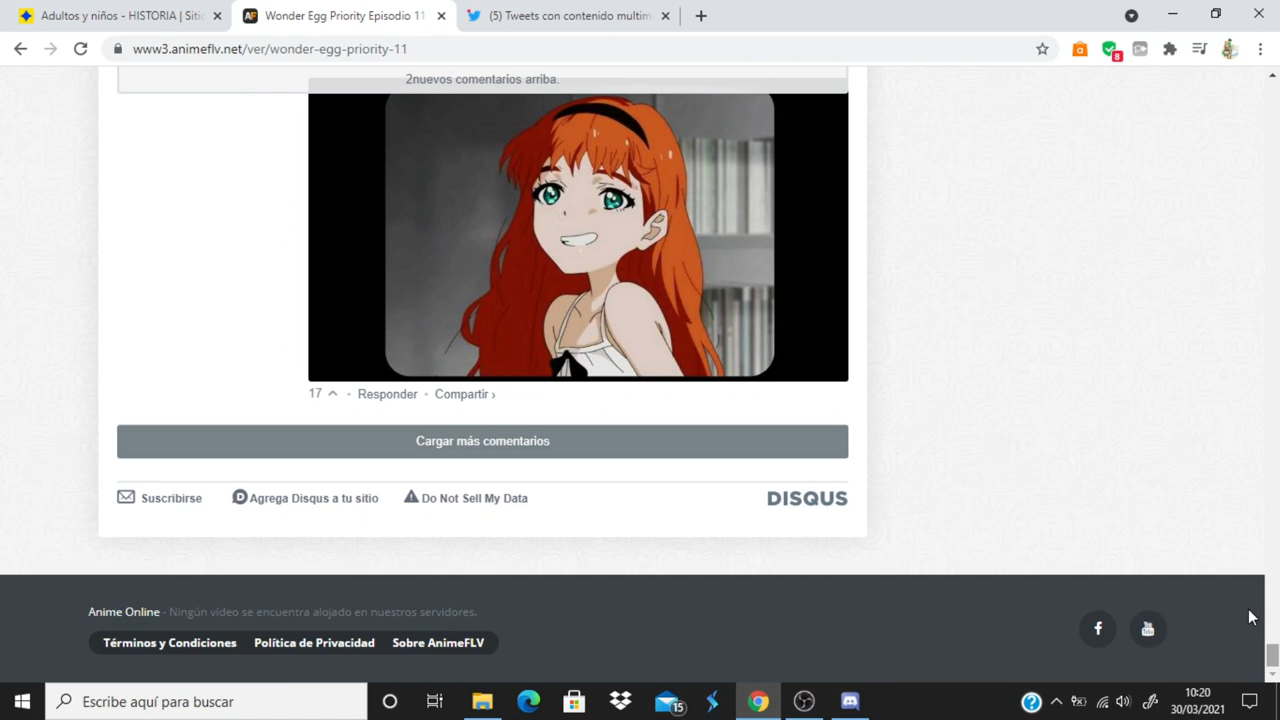 Adultos y niños - HISTORIA | Sitio
Wonder Egg Priority Episodio 11
(5) Tweets con contenido multim
www3.animeflv.net/ver/wonder-egg-priority-11
8
2nuevos comentarios arriba.
17 • Responder • Compartir ›
Cargar más comentarios
Suscribirse
Agrega Disqus a tu sitio
Do Not Sell My Data
DISQUS
Anime Online - Ningún vídeo se encuentra alojado en nuestros servidores.
Términos y Condiciones
Política de Privacidad
Sobre AnimeFLV
Escribe aquí para buscar
15
10:20
30/03/2021